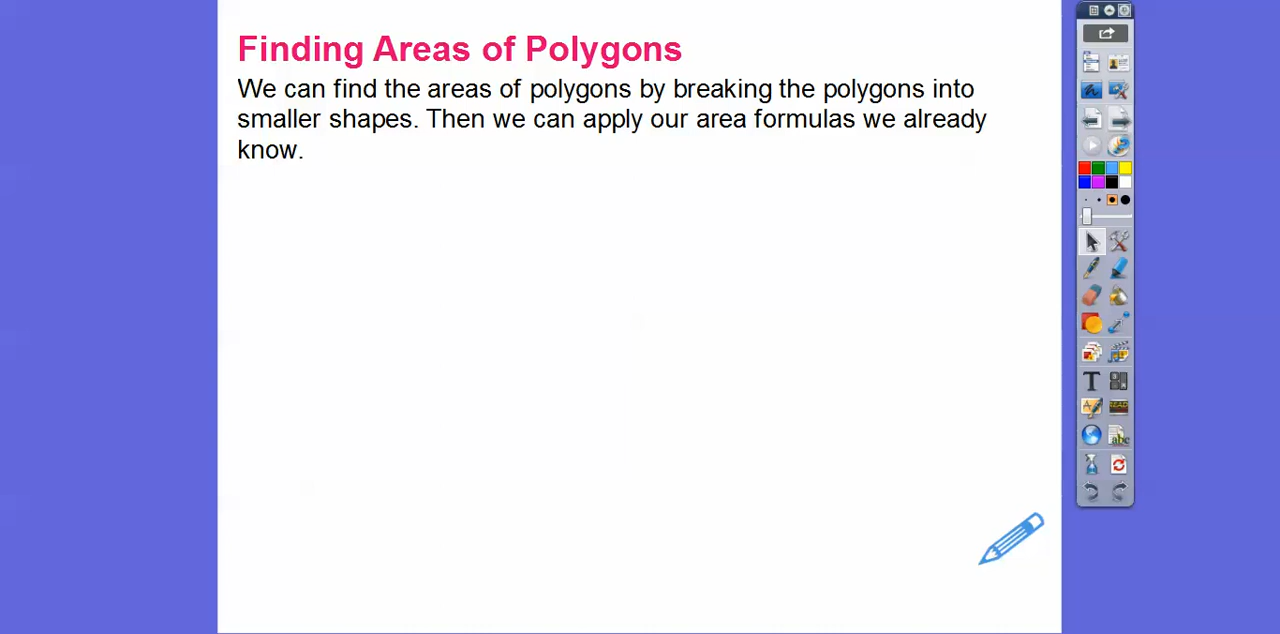 Finding Areas of Polygons
We can find the areas of polygons by breaking the polygons into
smaller shapes. Then we can apply our area formulas we already
know.